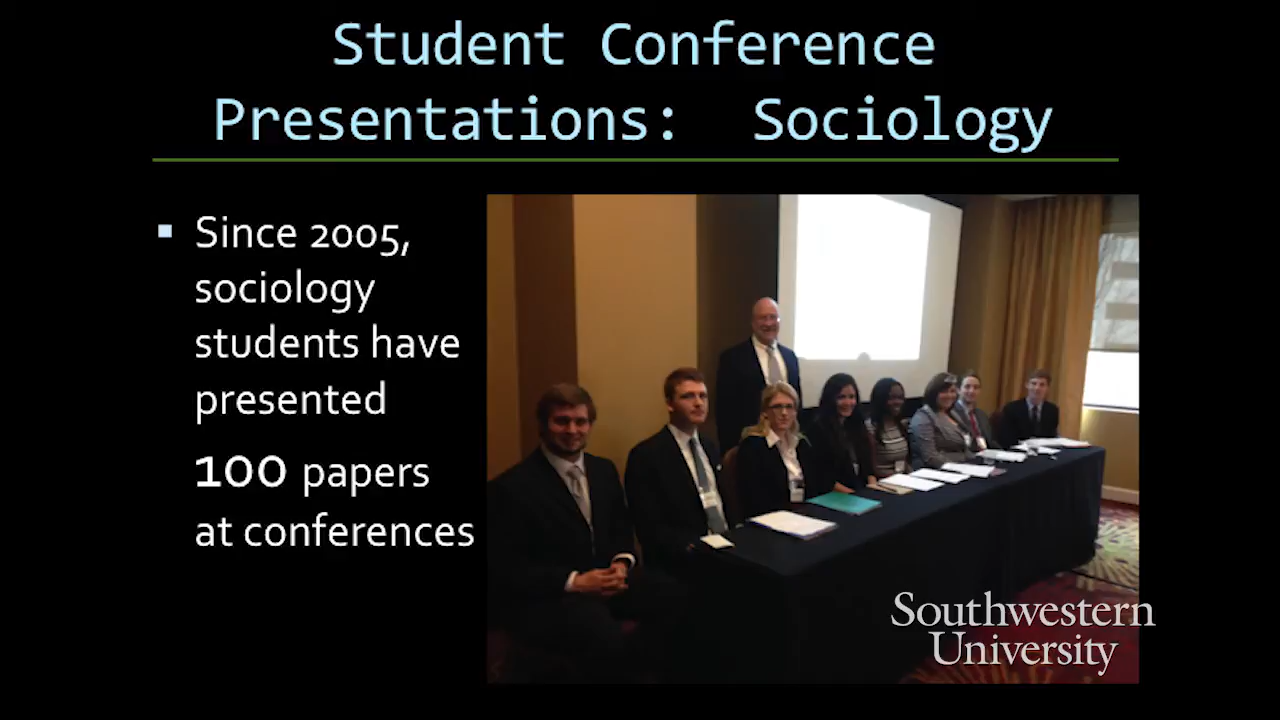 Student Conference
Presentations: Sociology
Since 2005,
sociology
students have
presented
100 papers
at conferences
Southwestern
University